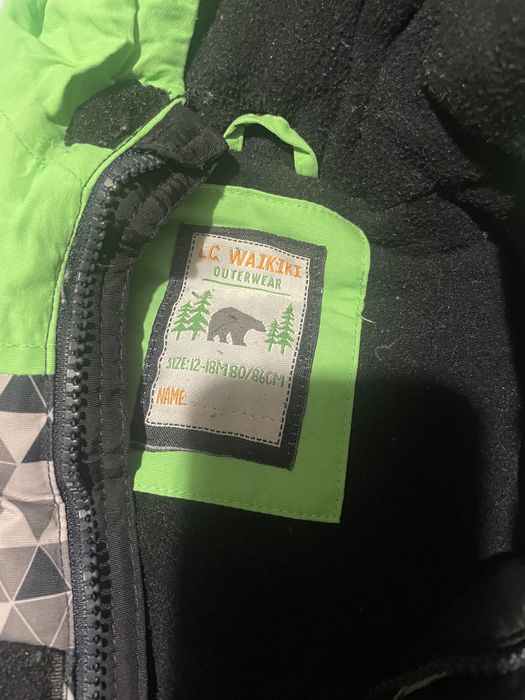 LC WAIKIKI
OUTERWEAR
SIZE:12-18M 80/86CM
NAME: